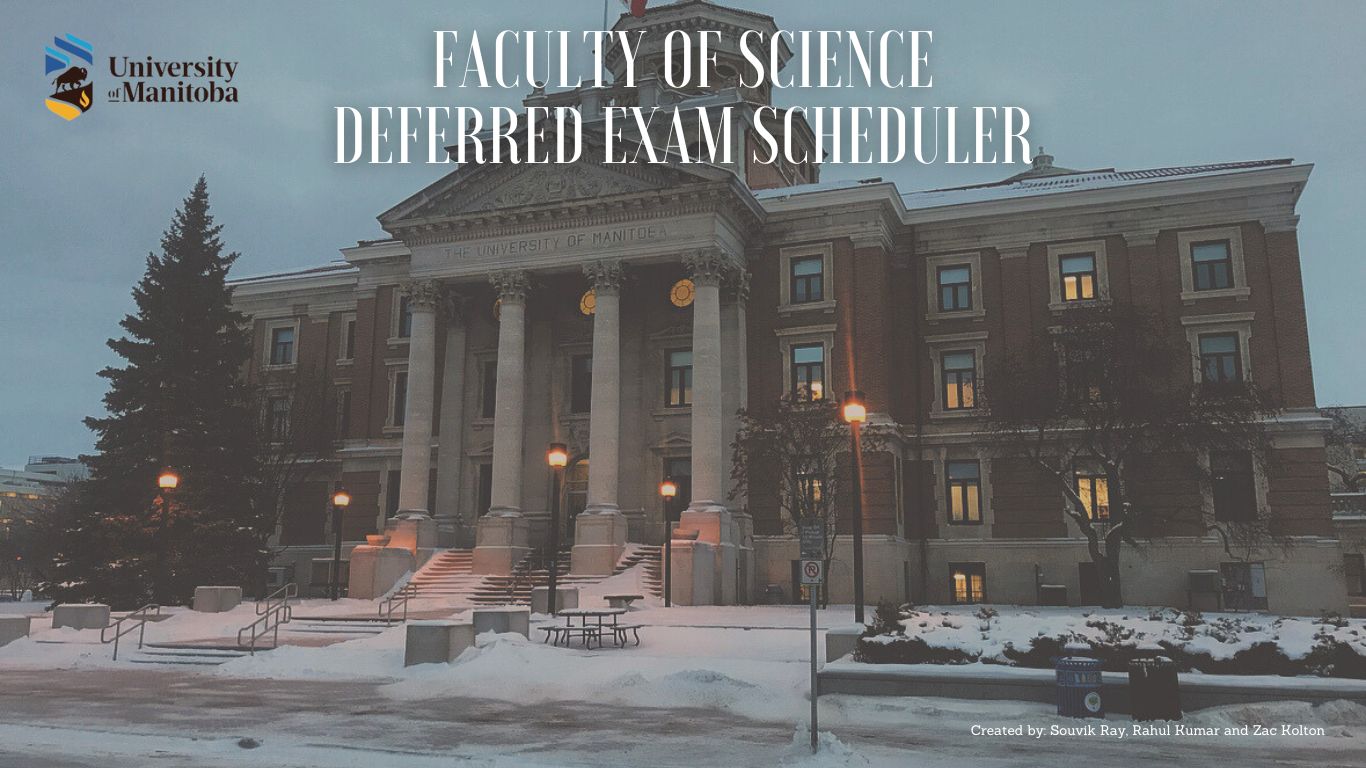 University
of Manitoba
FACULTY OF SCIENCE
DEFERRED EXAM SCHEDULER
THE UNIVERSITY OF MANITOBA
Created by: Souvik Ray, Rahul Kumar and Zac Kolton